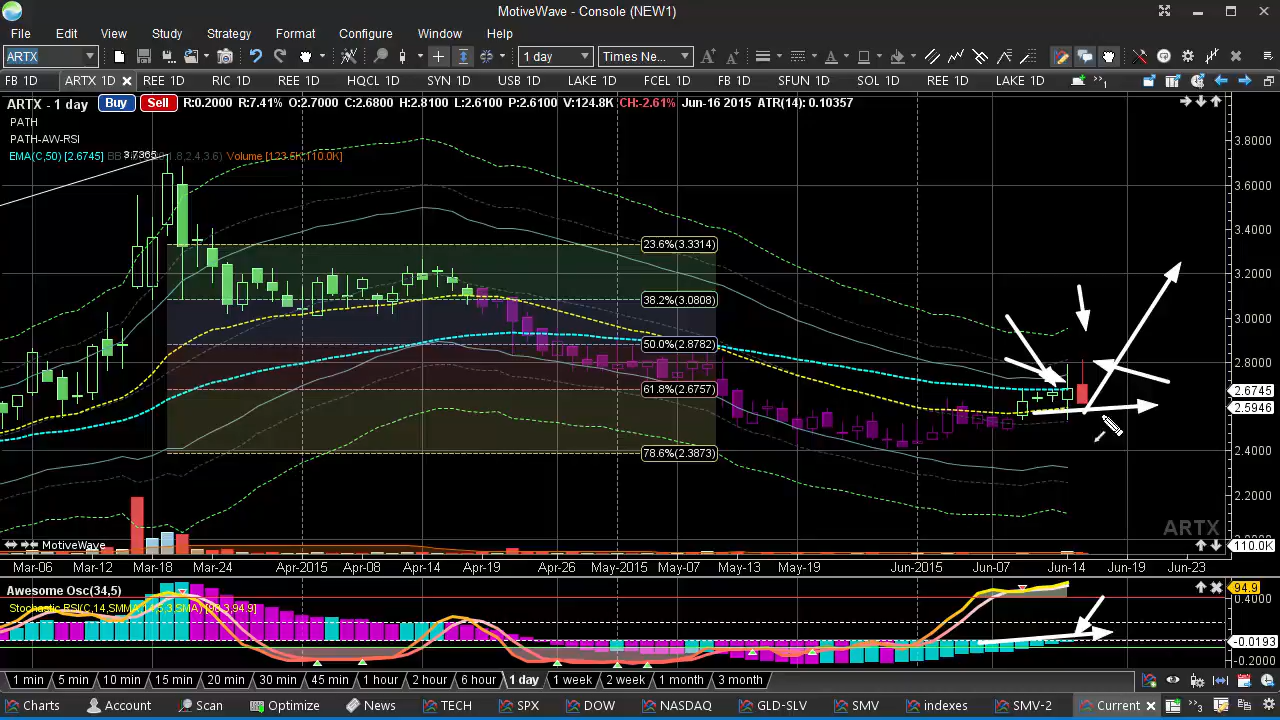 MotiveWave - Console (NEW1)
File Edit View Study Strategy Format Configure Window Help
ARTX 1 day Times Ne...
FB 1D ARTX 1D REE 1D RIC 1D REE 1D HQCL 1D SYN 1D USB 1D LAKE 1D FCEL 1D FB 1D SFUN 1D SOL 1D REE 1D LAKE 1D
ARTX - 1 day Buy Sell R:0.2000 R:7.41% O:2.7000 C:2.6800 H:2.8100 L:2.6100 P:2.6100 V:124.8K CH:-2.61% Jun-16 2015 ATR(14): 0.10357
PATH
PATH-AW-RSI
EMA(C,50) [2.6745] 3.7365 Volume [123.6K,110.0K]
3.8000
3.6000
3.4000
23.6%(3.3314)
3.2000
38.2%(3.0808)
3.0000
50.0%(2.8782)
2.8000
61.8%(2.6757)
2.6745
2.5946
78.6%(2.3873)
2.4000
2.2000
ARTX
MotiveWave
110.0K
Mar-06 Mar-12 Mar-18 Mar-24 Apr-2015 Apr-08 Apr-14 Apr-19 Apr-26 May-2015 May-07 May-13 May-19 Jun-2015 Jun-07 Jun-14 Jun-19 Jun-23
Awesome Osc(34,5)
94.9
0.4000
-0.0193
-0.2000
1 min 5 min 10 min 15 min 20 min 30 min 45 min 1 hour 2 hour 6 hour 1 day 1 week 2 week 1 month 3 month
Charts Account Scan Optimize News TECH SPX DOW NASDAQ GLD-SLV SMV indexes SMV-2 Current